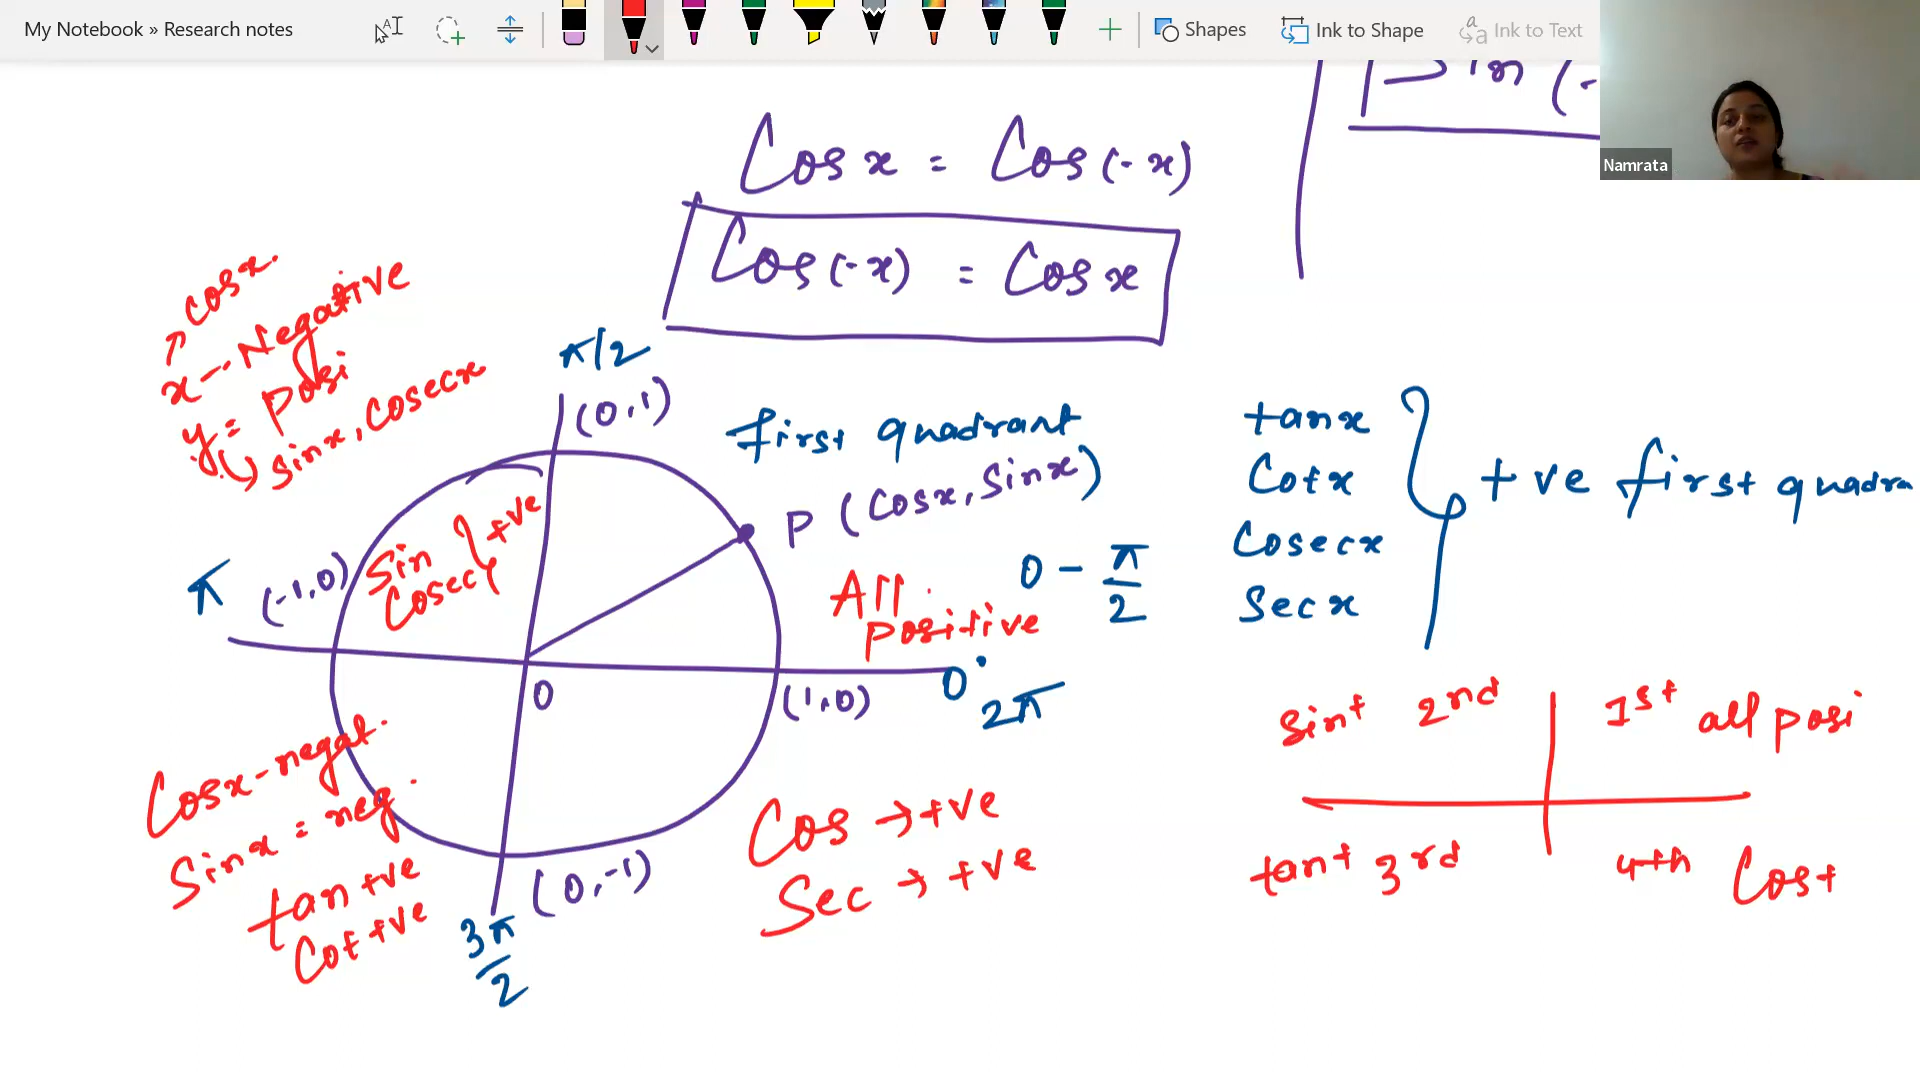 My Notebook » Research notes
Shapes
Ink to Shape
Ink to Text
Namrata
Sin (-
Cos x = Cos (-x)
Cos (-x) = Cos x
cosx.
x - Negative
y = Posi
sinx, cosecx
π/2
(0,1)
First quadrant
P (Cosx, Sinx)
Sin
Cosec
+ve
π
(-1,0)
All
Positive
0 - π/2
0
(1,0)
0°
2π
tanx
Cotx
Cosecx
Secx
+ve first quadra
Cosx - negat.
Sinx = neg.
tan +ve
Cot +ve
(0,-1)
3π/2
Cos → +ve
Sec → +ve
Sin+ 2nd
1st all posi
tan+ 3rd
4th Cos+